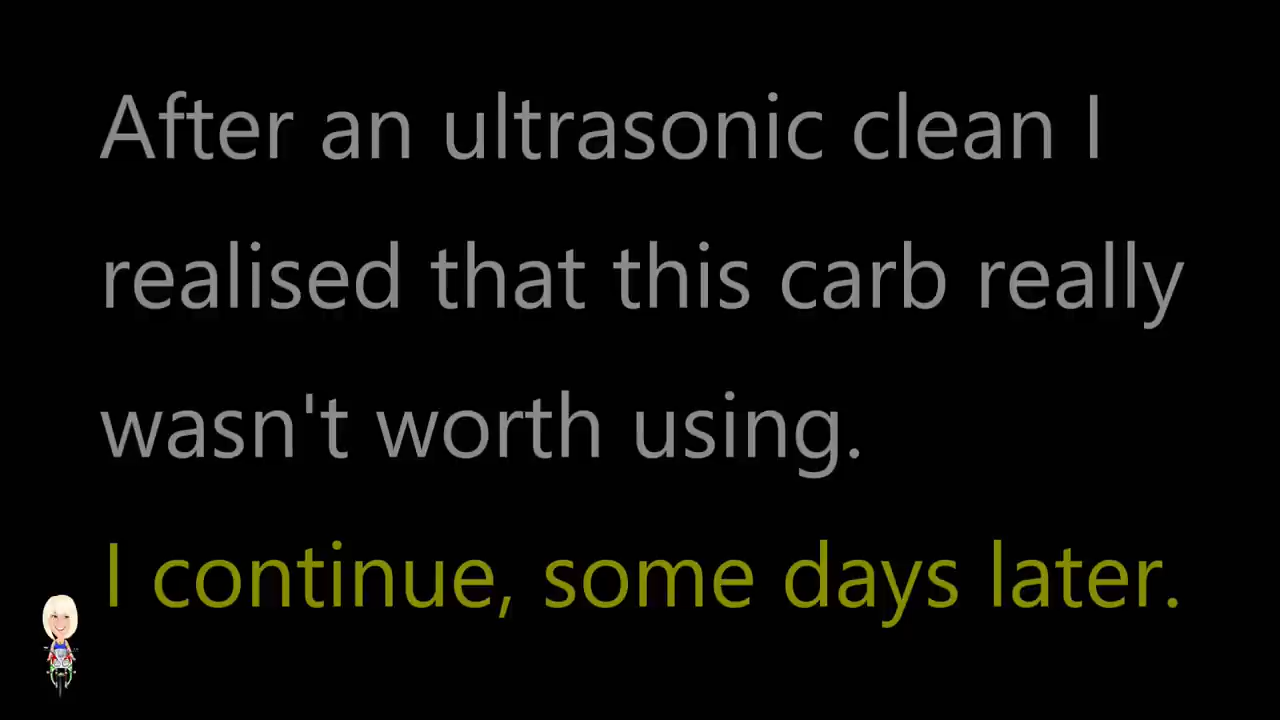 After an ultrasonic clean I
realised that this carb really
wasn't worth using.
I continue, some days later.